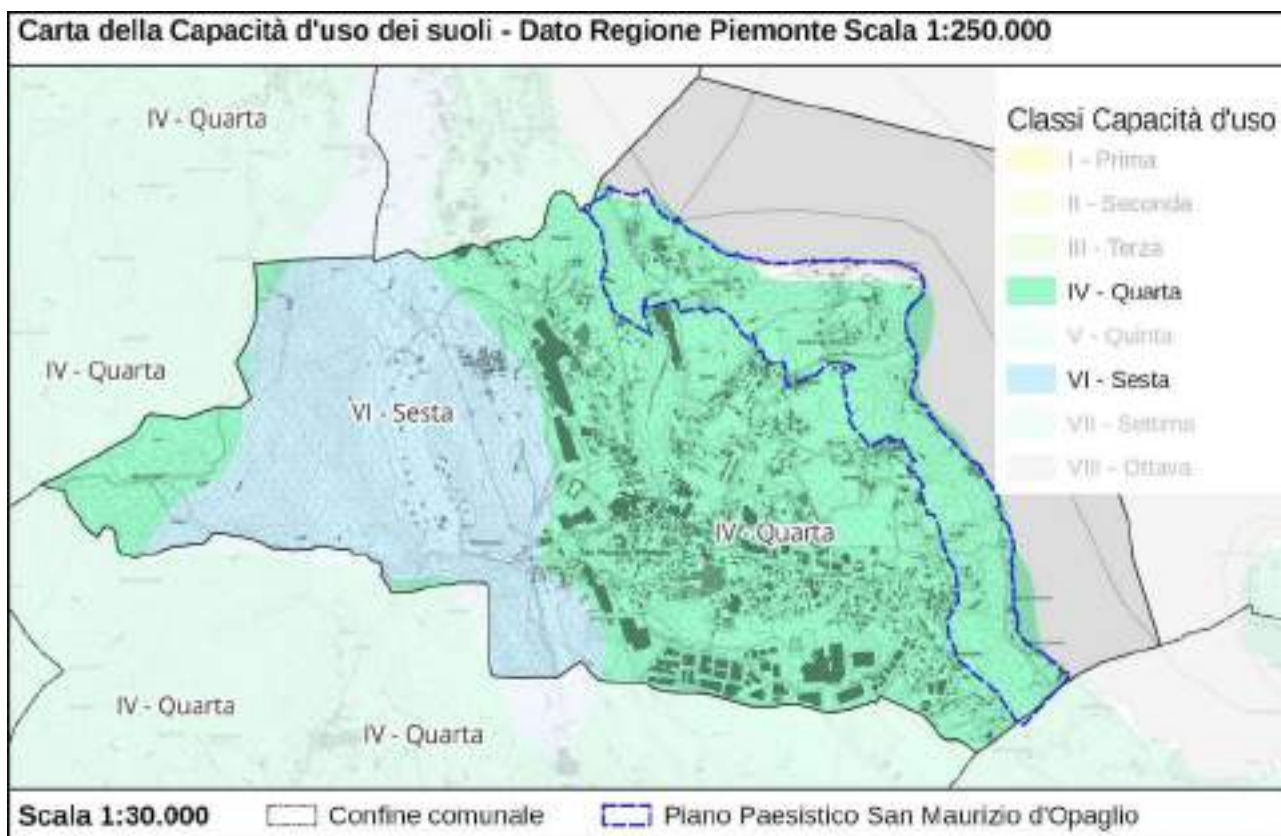 Carta della Capacità d'uso dei suoli - Dato Regione Piemonte Scala 1:250.000
IV - Quarta
Classi Capacità d'uso
I - Prima
II - Seconda
III - Terza
IV - Quarta
V - Quinta
VI - Sesta
VII - Settima
VIII - Ottava
IV - Quarta
VI - Sesta
IV - Quarta
IV - Quarta
IV - Quarta
Scala 1:30.000
Confine comunale
Piano Paesistico San Maurizio d'Opaglio